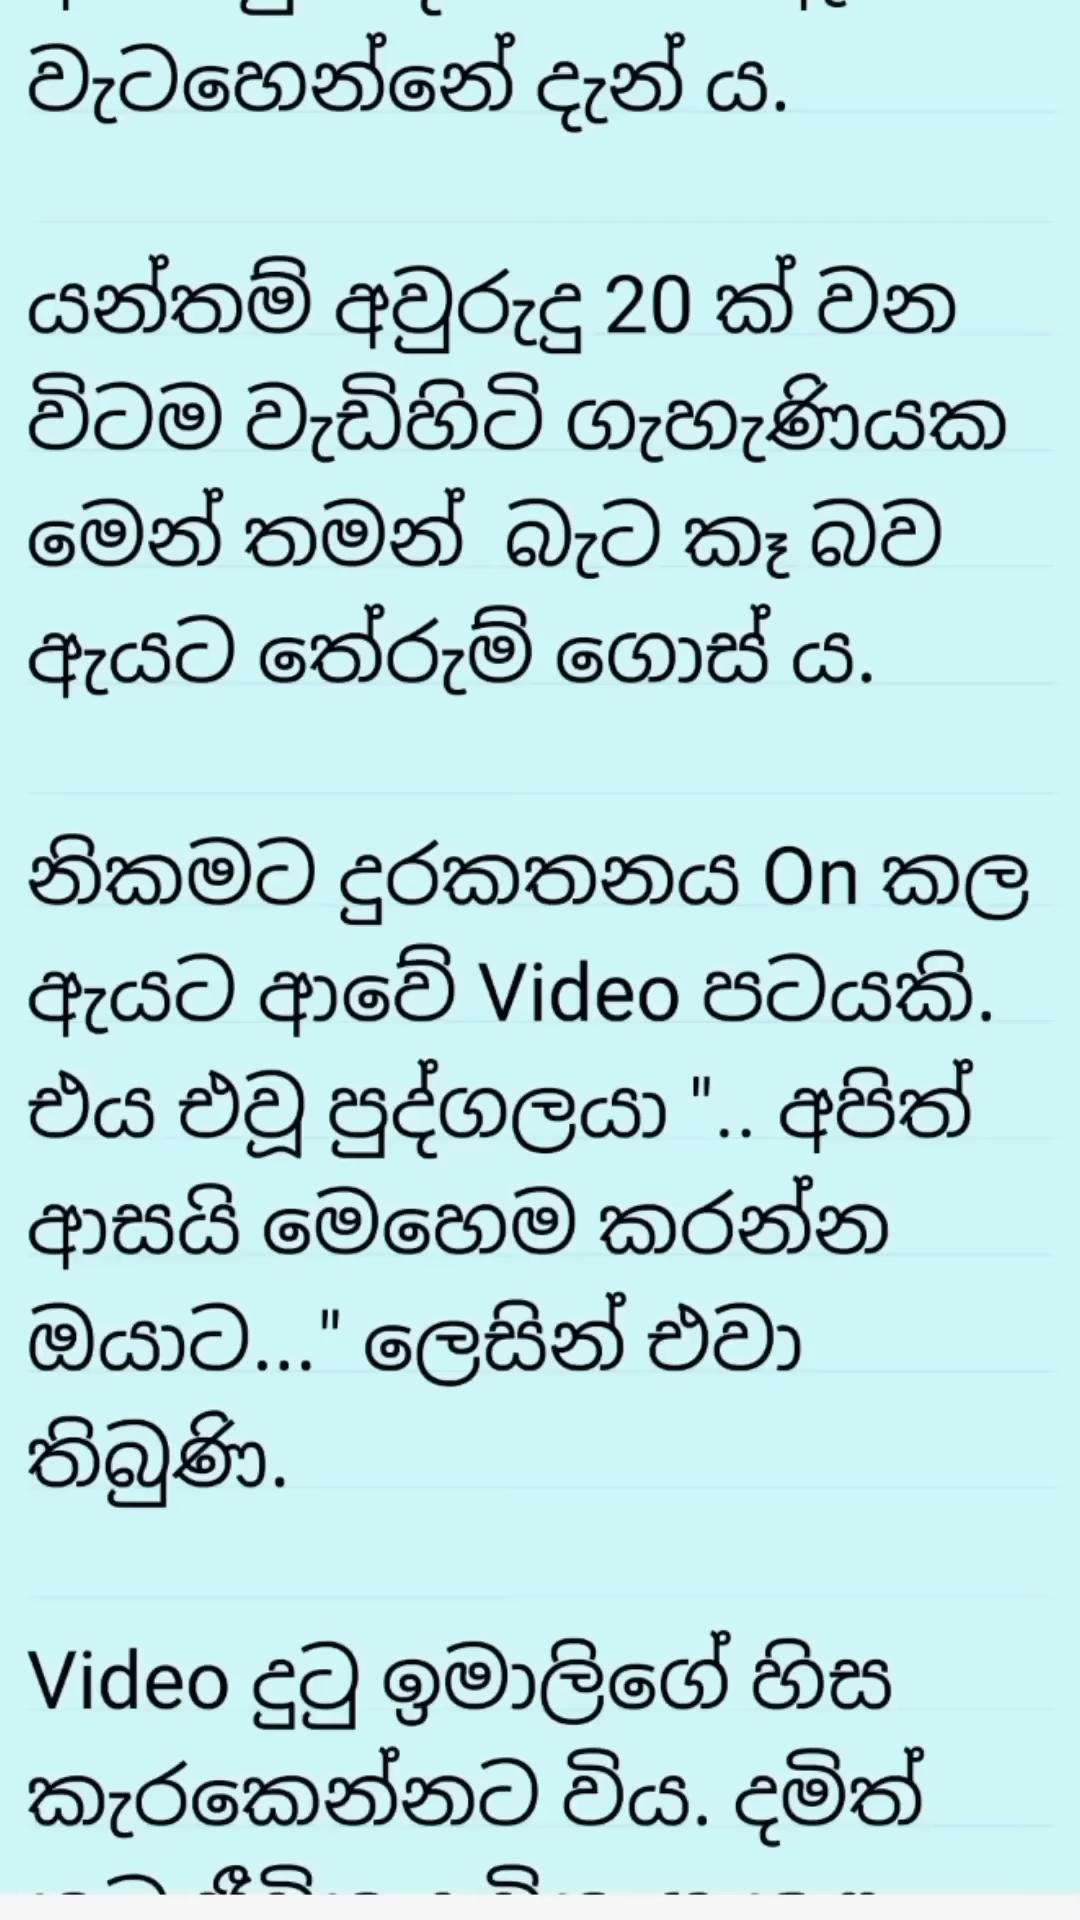 වැටහෙන්නේ දැන් ය.
යන්තම් අවුරුදු 20 ක් වන
විටම වැඩිහිටි ගැහැණියක
මෙන් තමන්  බැට කෑ බව
ඇයට තේරුම් ගොස් ය.
නිකමට දුරකතනය On කල
ඇයට ආවේ Video පටයකි.
එය එවූ පුද්ගලයා ".. අපිත්
ආසයි මෙහෙම කරන්න
ඔයාට..." ලෙසින් එවා
තිබුණි.
Video දුටු ඉමාලිගේ හිස
කැරකෙන්නට විය. දමිත්